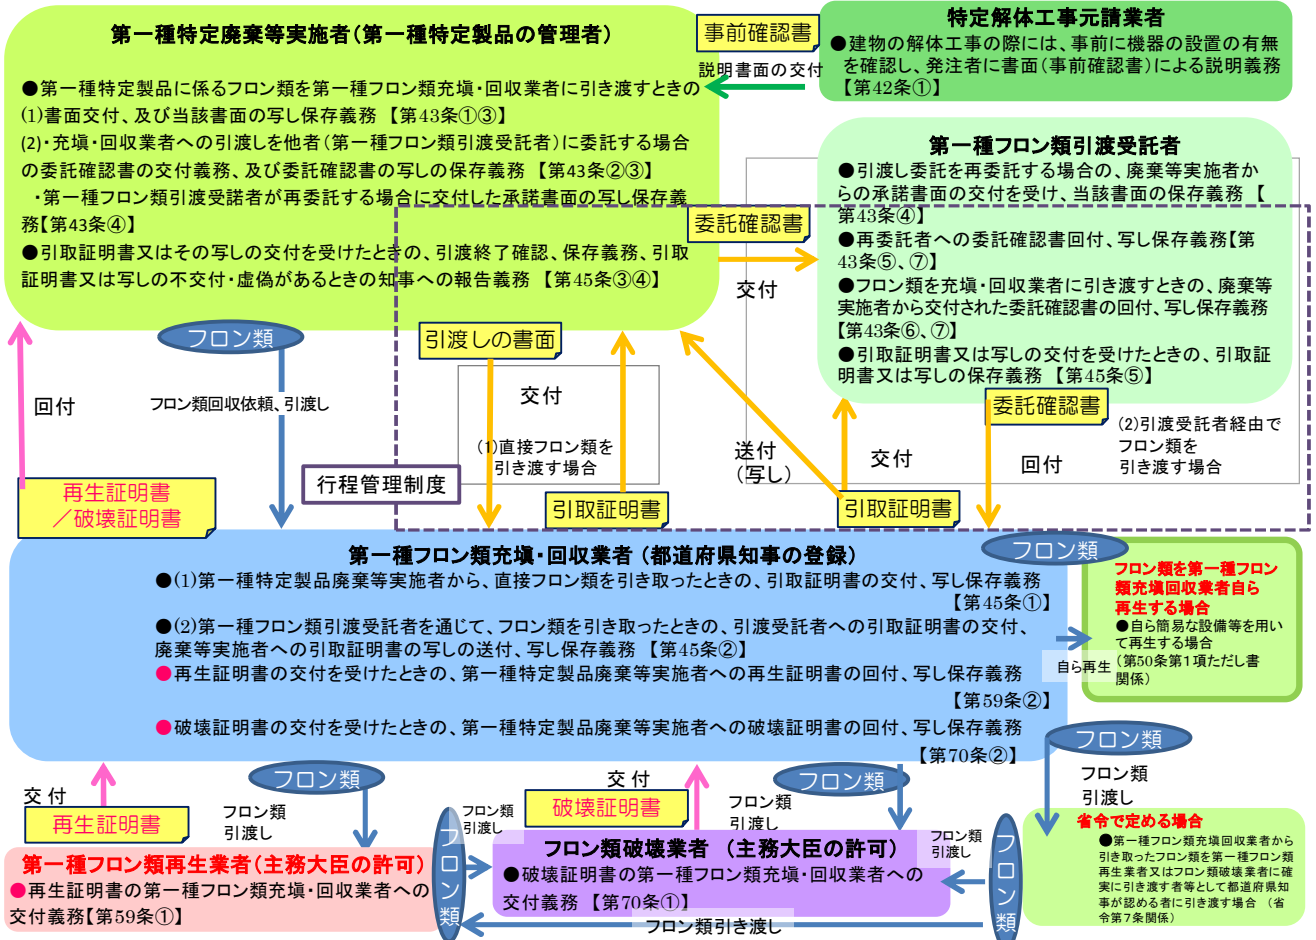 第一種特定廃棄等実施者(第一種特定製品の管理者)
●第一種特定製品に係るフロン類を第一種フロン類充塡・回収業者に引き渡すときの
(1)書面交付、及び当該書面の写し保存義務 【第43条①③】
(2)・充塡・回収業者への引渡しを他者(第一種フロン類引渡受託者)に委託する場合
の委託確認書の交付義務、及び委託確認書の写しの保存義務 【第43条②③】
・第一種フロン類引渡受諾者が再委託する場合に交付した承諾書面の写し保存義
務【第43条④】
●引取証明書又はその写しの交付を受けたときの、引渡終了確認、保存義務、引取
証明書又は写しの不交付・虚偽があるときの知事への報告義務 【第45条③④】
事前確認書
説明書面の交付
特定解体工事元請業者
●建物の解体工事の際には、事前に機器の設置の有無
を確認し、発注者に書面(事前確認書)による説明義務
【第42条①】
第一種フロン類引渡受託者
●引渡し委託を再委託する場合の、廃棄等実施者か
らの承諾書面の交付を受け、当該書面の保存義務 【
第43条④】
●再委託者への委託確認書回付、写し保存義務【第
43条⑤、⑦】
●フロン類を充塡・回収業者に引き渡すときの、廃棄等
実施者から交付された委託確認書の回付、写し保存義務
【第43条⑥、⑦】
●引取証明書又は写しの交付を受けたときの、引取証
明書又は写しの保存義務 【第45条⑤】
委託確認書
交付
フロン類
引渡しの書面
回付
フロン類回収依頼、引渡し
交付
(1)直接フロン類を
引き渡す場合
送付
(写し)
交付
委託確認書
回付
(2)引渡受託者経由で
フロン類を
引き渡す場合
行程管理制度
再生証明書
/破壊証明書
引取証明書
引取証明書
第一種フロン類充塡・回収業者 (都道府県知事の登録)
●(1)第一種特定製品廃棄等実施者から、直接フロン類を引き取ったときの、引取証明書の交付、写し保存義務
【第45条①】
●(2)第一種フロン類引渡受託者を通じて、フロン類を引き取ったときの、引渡受託者への引取証明書の交付、
廃棄等実施者への引取証明書の写しの送付、写し保存義務 【第45条②】
●再生証明書の交付を受けたときの、第一種特定製品廃棄等実施者への再生証明書の回付、写し保存義務
【第59条②】
●破壊証明書の交付を受けたときの、第一種特定製品廃棄等実施者への破壊証明書の回付、写し保存義務
【第70条②】
フロン類
自ら再生
フロン類を第一種フロン
類充塡回収業者自ら
再生する場合
●自ら簡易な設備等を用い
て再生する場合
(第50条第1項ただし書
関係)
交 付
再生証明書
フロン類
フロン類
引渡し
フロン類
引渡し
交 付
破壊証明書
フロン類
フロン類
引渡し
フロン類
引渡し
フロン類
フロン類
引渡し
第一種フロン類再生業者(主務大臣の許可)
●再生証明書の第一種フロン類充塡・回収業者への
交付義務【第59条①】
フロン類
フロン類破壊業者 (主務大臣の許可)
●破壊証明書の第一種フロン類充塡・回収業者への
交付義務 【第70条①】
フロン類引き渡し
フロン類
省令で定める場合
●第一種フロン類充塡回収業者から
引き取ったフロン類を第一種フロン類
再生業者又はフロン類破壊業者に確
実に引き渡す者等として都道府県知
事が認める者に引き渡す場合 (省
令第7条関係)